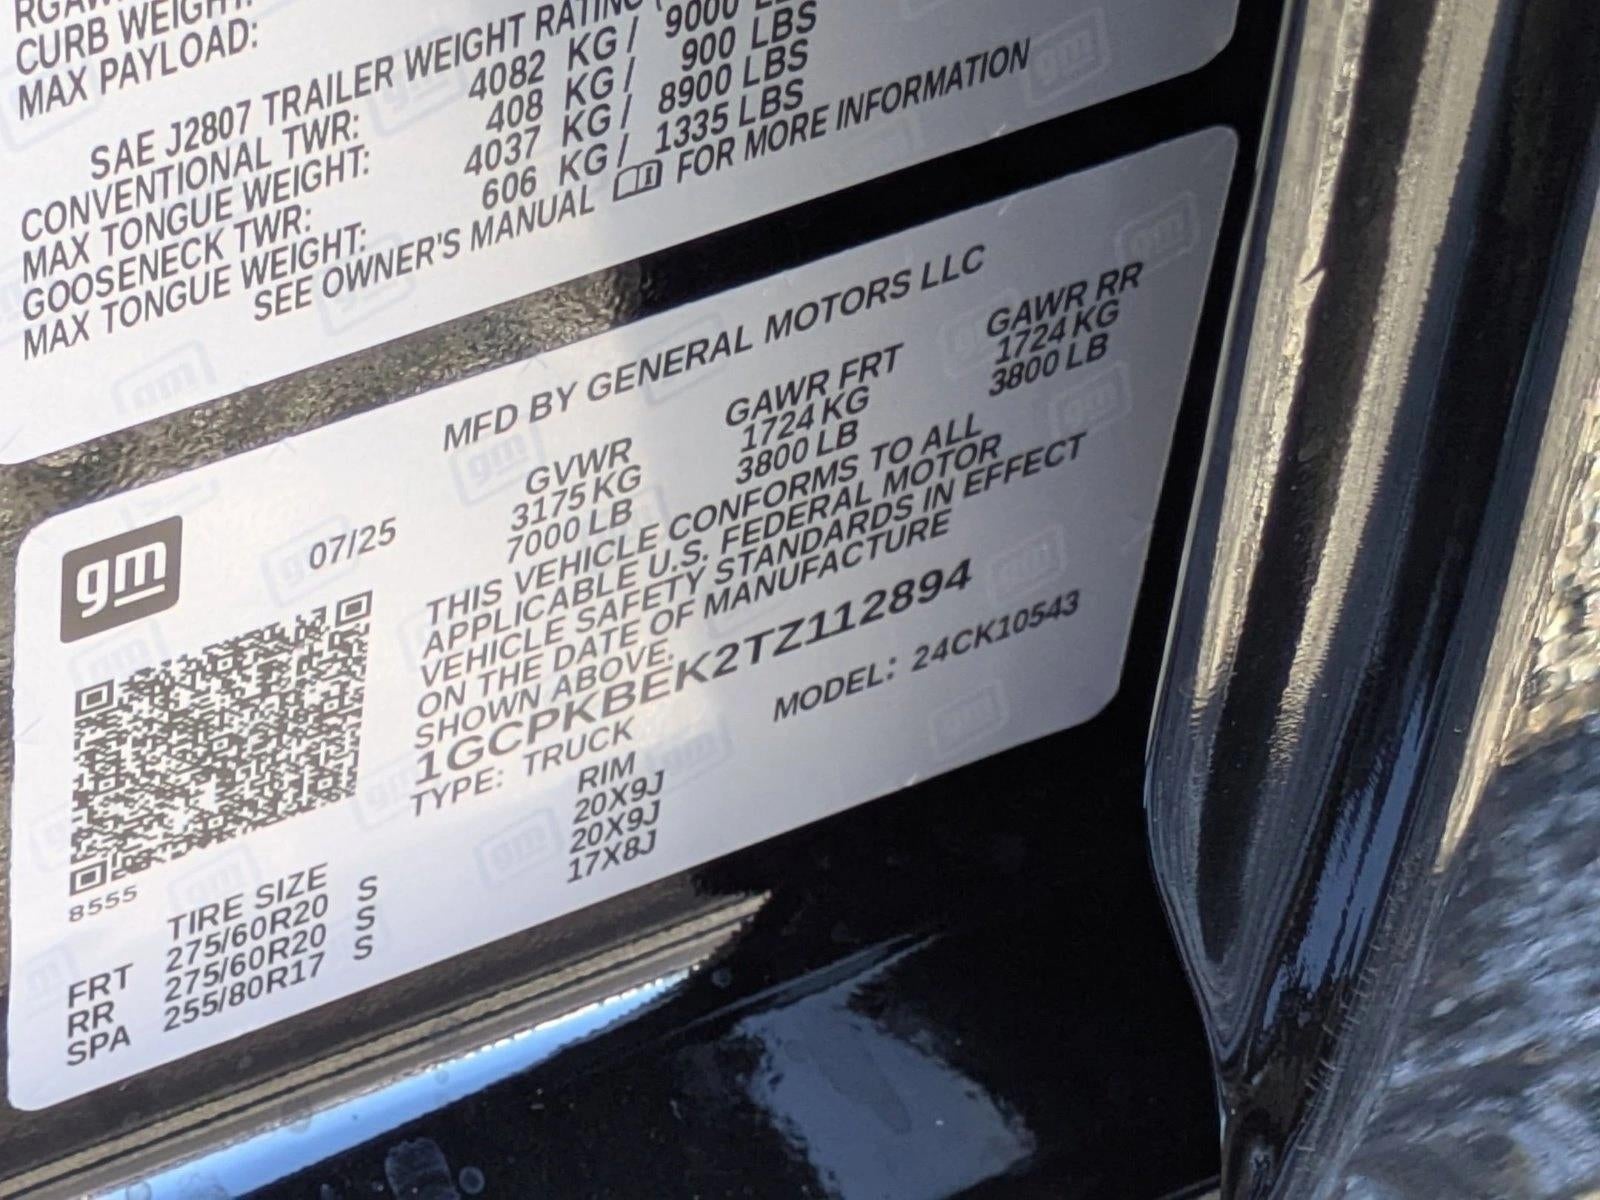 CURB WEIGHT:
MAX PAYLOAD:
SAE J2807 TRAILER WEIGHT RATING
CONVENTIONAL TWR: 4082 KG / 9000
MAX TONGUE WEIGHT: 408 KG / 900 LBS
GOOSENECK TWR: 4037 KG / 8900 LBS
MAX TONGUE WEIGHT: 606 KG / 1335 LBS
SEE OWNER'S MANUAL FOR MORE INFORMATION
gm
07/25
MFD BY GENERAL MOTORS LLC
GVWR GAWR FRT GAWR RR
3175 KG 1724 KG 1724 KG
7000 LB 3800 LB 3800 LB
THIS VEHICLE CONFORMS TO ALL
APPLICABLE U.S. FEDERAL MOTOR
VEHICLE SAFETY STANDARDS IN EFFECT
ON THE DATE OF MANUFACTURE
SHOWN ABOVE.
1GCPKBEK2TZ112894
TYPE: TRUCK MODEL: 24CK10543
8555
TIRE SIZE RIM
FRT 275/60R20 S 20X9J
RR 275/60R20 S 20X9J
SPA 255/80R17 S 17X8J